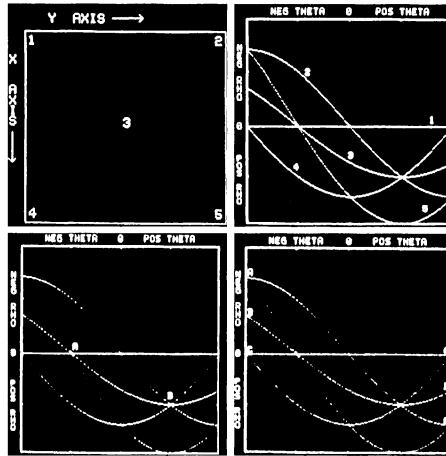 Y AXIS
1 2
X AXIS
3
4 5
NEG THETA 0 POS THETA
NEG RHO 0 POS RHO
2
1
3
4
5
NEG THETA 0 POS THETA
NEG RHO 0 POS RHO
A
B
NEG THETA 0 POS THETA
NEG RHO 0 POS RHO
A
B
C